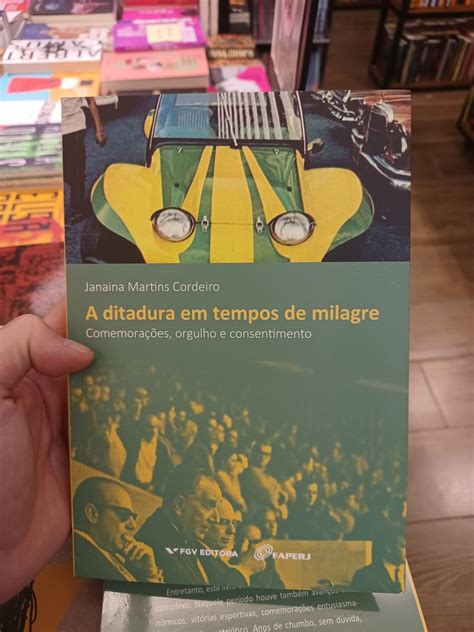 Janaina Martins Cordeiro
A ditadura em tempos de milagre
Comemorações, orgulho e consentimento
FGV EDITORA
FAPERJ
Entretanto, este livro
complexo. Naquele período houve também avanços
nômicos, vitórias esportivas, comemorações entusiasma-
Anos de chumbo, sem dúvida,